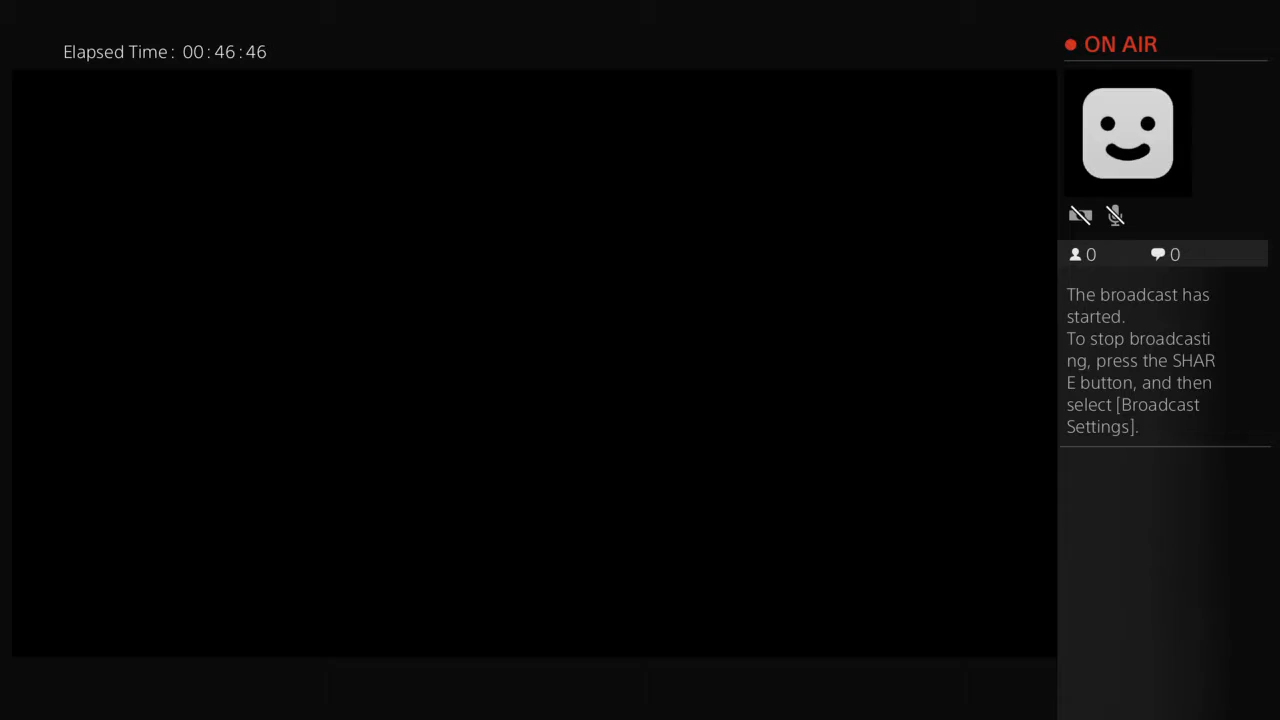 Elapsed Time: 00:46:46
ON AIR
0 0
The broadcast has
started.
To stop broadcasti
ng, press the SHAR
E button, and then
select [Broadcast
Settings].